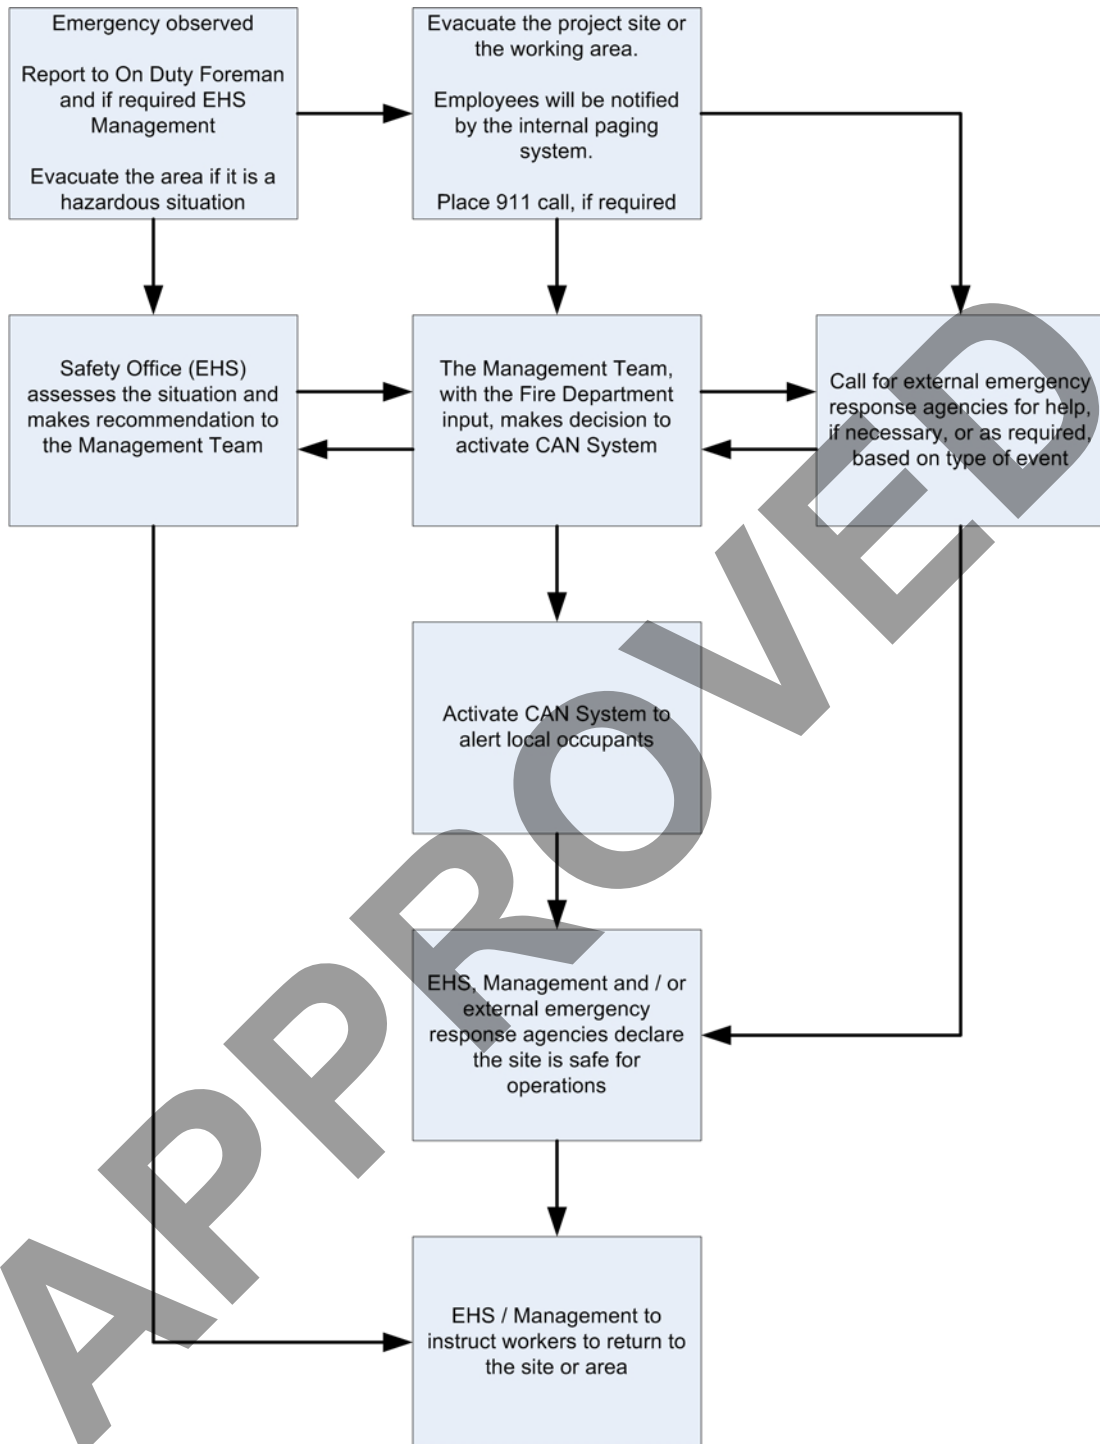 Emergency observed
Report to On Duty Foreman
and if required EHS
Management
Evacuate the area if it is a
hazardous situation
Evacuate the project site or
the working area.
Employees will be notified
by the internal paging
system.
Place 911 call, if required
Safety Office (EHS)
assesses the situation and
makes recommendation to
the Management Team
The Management Team,
with the Fire Department
input, makes decision to
activate CAN System
Call for external emergency
response agencies for help,
if necessary, or as required,
based on type of event
Activate CAN System to
alert local occupants
EHS, Management and / or
external emergency
response agencies declare
the site is safe for
operations
EHS / Management to
instruct workers to return to
the site or area
APPROVED